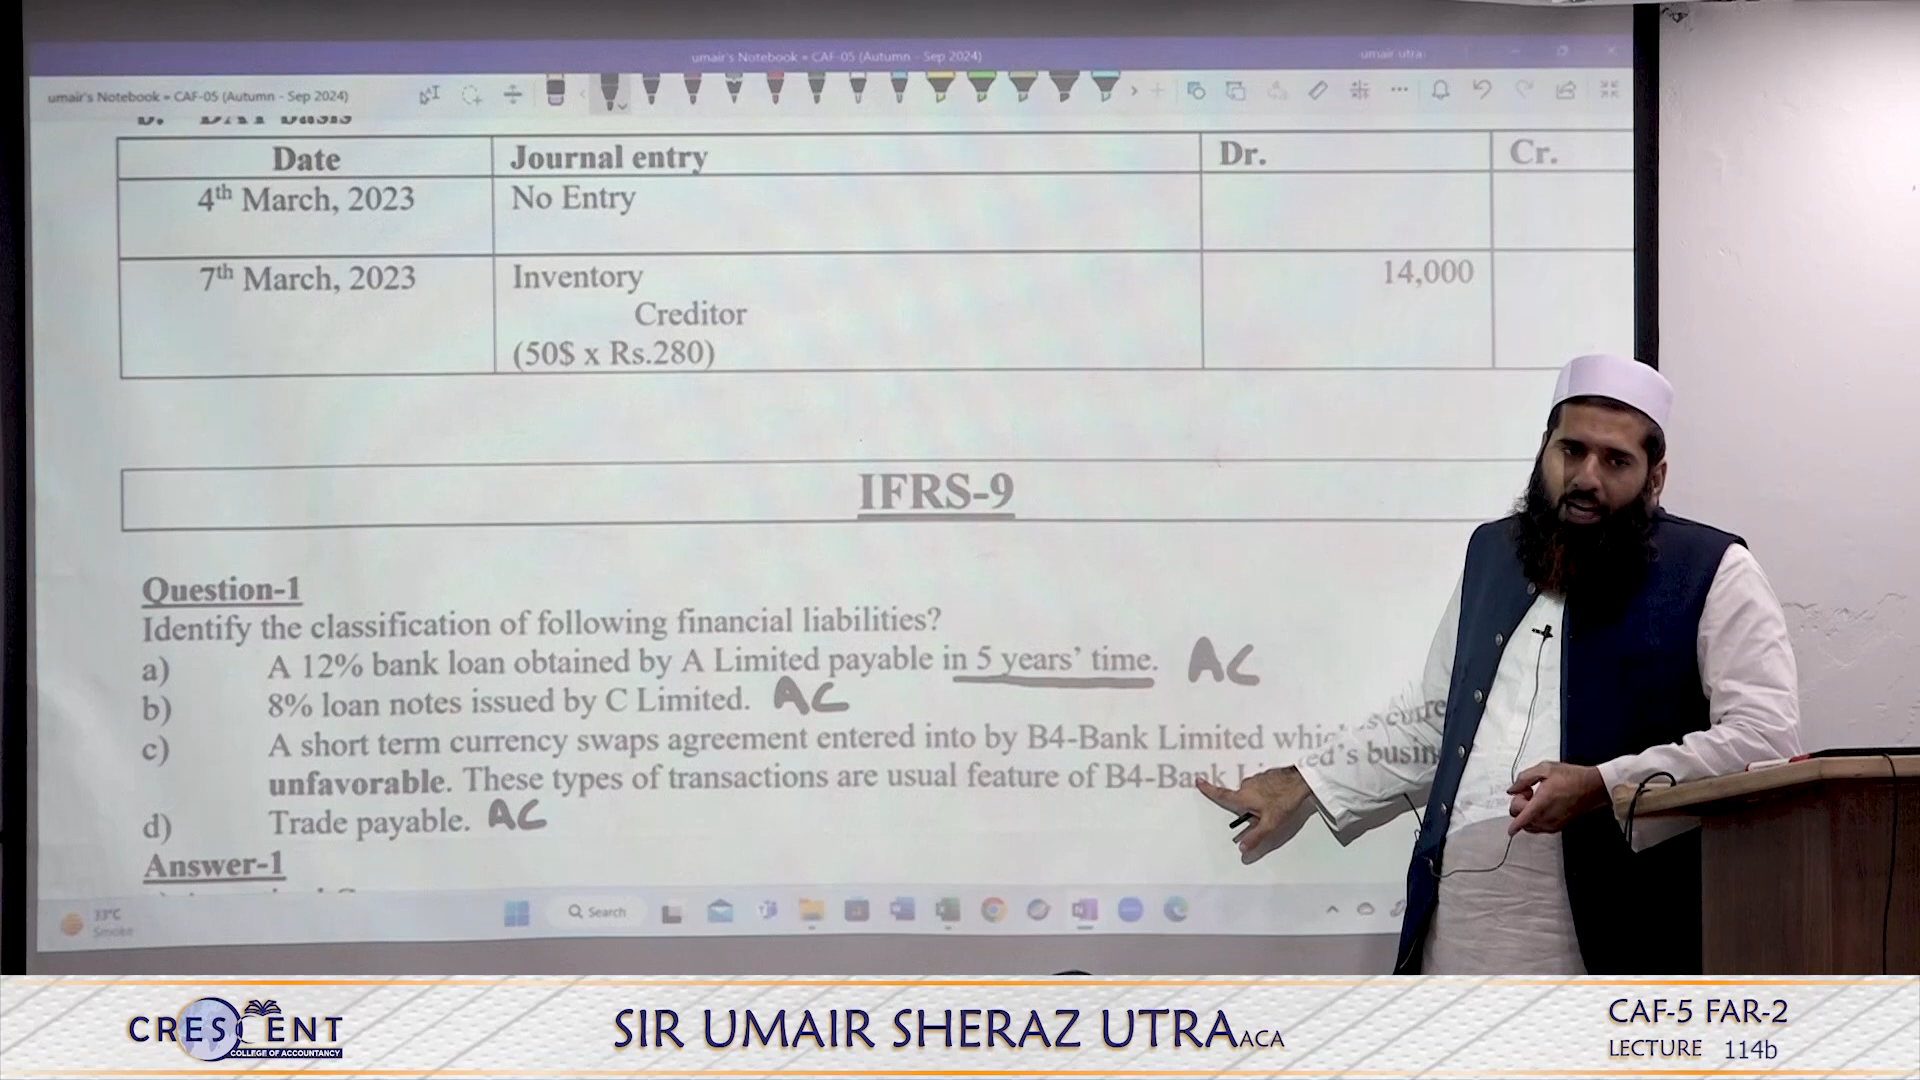 umair's Notebook » CAF-05 (Autumn - Sep 2024)
umair utra
umair's Notebook » CAF-05 (Autumn - Sep 2024)
Date Journal entry Dr. Cr.
4th March, 2023 No Entry
7th March, 2023 Inventory 14,000
Creditor
(50$ x Rs.280)
IFRS-9
Question-1
Identify the classification of following financial liabilities?
a) A 12% bank loan obtained by A Limited payable in 5 years' time. AC
b) 8% loan notes issued by C Limited. AC
c) A short term currency swaps agreement entered into by B4-Bank Limited
unfavorable. These types of transactions are usual feature of B4-Bank
d) Trade payable. AC
Answer-1
33°C
Smoke
Search
CRESCENT
COLLEGE OF ACCOUNTANCY
SIR UMAIR SHERAZ UTRA ACA
CAF-5 FAR-2
LECTURE 114b